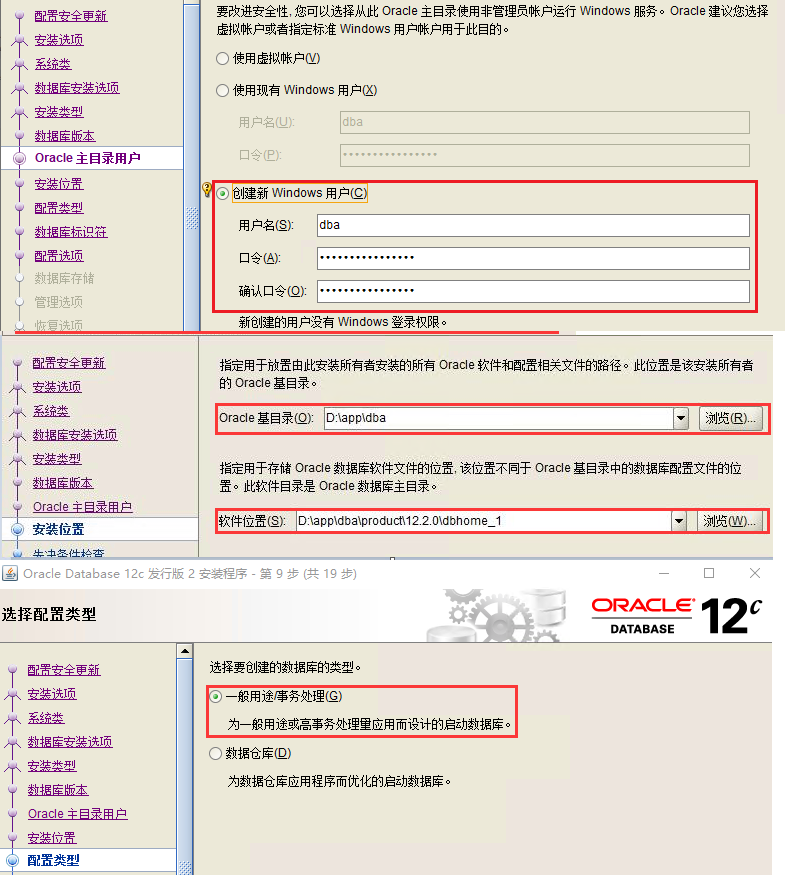 配置安全更新
安装选项
系统类
数据库安装选项
安装类型
数据库版本
Oracle 主目录用户
安装位置
配置类型
数据库标识符
配置选项
数据库存储
管理选项
恢复选项
要改进安全性, 您可以选择从此 Oracle 主目录使用非管理员帐户运行 Windows 服务。Oracle 建议您选择
虚拟帐户或者指定标准 Windows 用户帐户用于此目的。
使用虚拟帐户(V)
使用现有 Windows 用户(X)
用户名(U): dba
口令(P): •••••••••••••••
创建新 Windows 用户(C)
用户名(S): dba
口令(A): ••••••••••••••••
确认口令(O): ••••••••••••••••
新创建的用户没有 Windows 登录权限。
配置安全更新
安装选项
系统类
数据库安装选项
安装类型
数据库版本
Oracle 主目录用户
安装位置
先决条件检查
指定用于放置由此安装所有者安装的所有 Oracle 软件和配置相关文件的路径。此位置是该安装所有者
的 Oracle 基目录。
Oracle 基目录(O): D:\app\dba 浏览(R)...
指定用于存储 Oracle 数据库软件文件的位置, 该位置不同于 Oracle 基目录中的数据库配置文件的位
置。此软件目录是 Oracle 数据库主目录。
软件位置(S): D:\app\dba\product\12.2.0\dbhome_1 浏览(W)...
Oracle Database 12c 发行版 2 安装程序 - 第 9 步 (共 19 步)
选择配置类型
ORACLE
DATABASE
12c
配置安全更新
安装选项
系统类
数据库安装选项
安装类型
数据库版本
Oracle 主目录用户
安装位置
配置类型
选择要创建的数据库的类型。
一般用途/事务处理(G)
为一般用途或高事务处理量应用而设计的启动数据库。
数据仓库(D)
为数据仓库应用程序而优化的启动数据库。